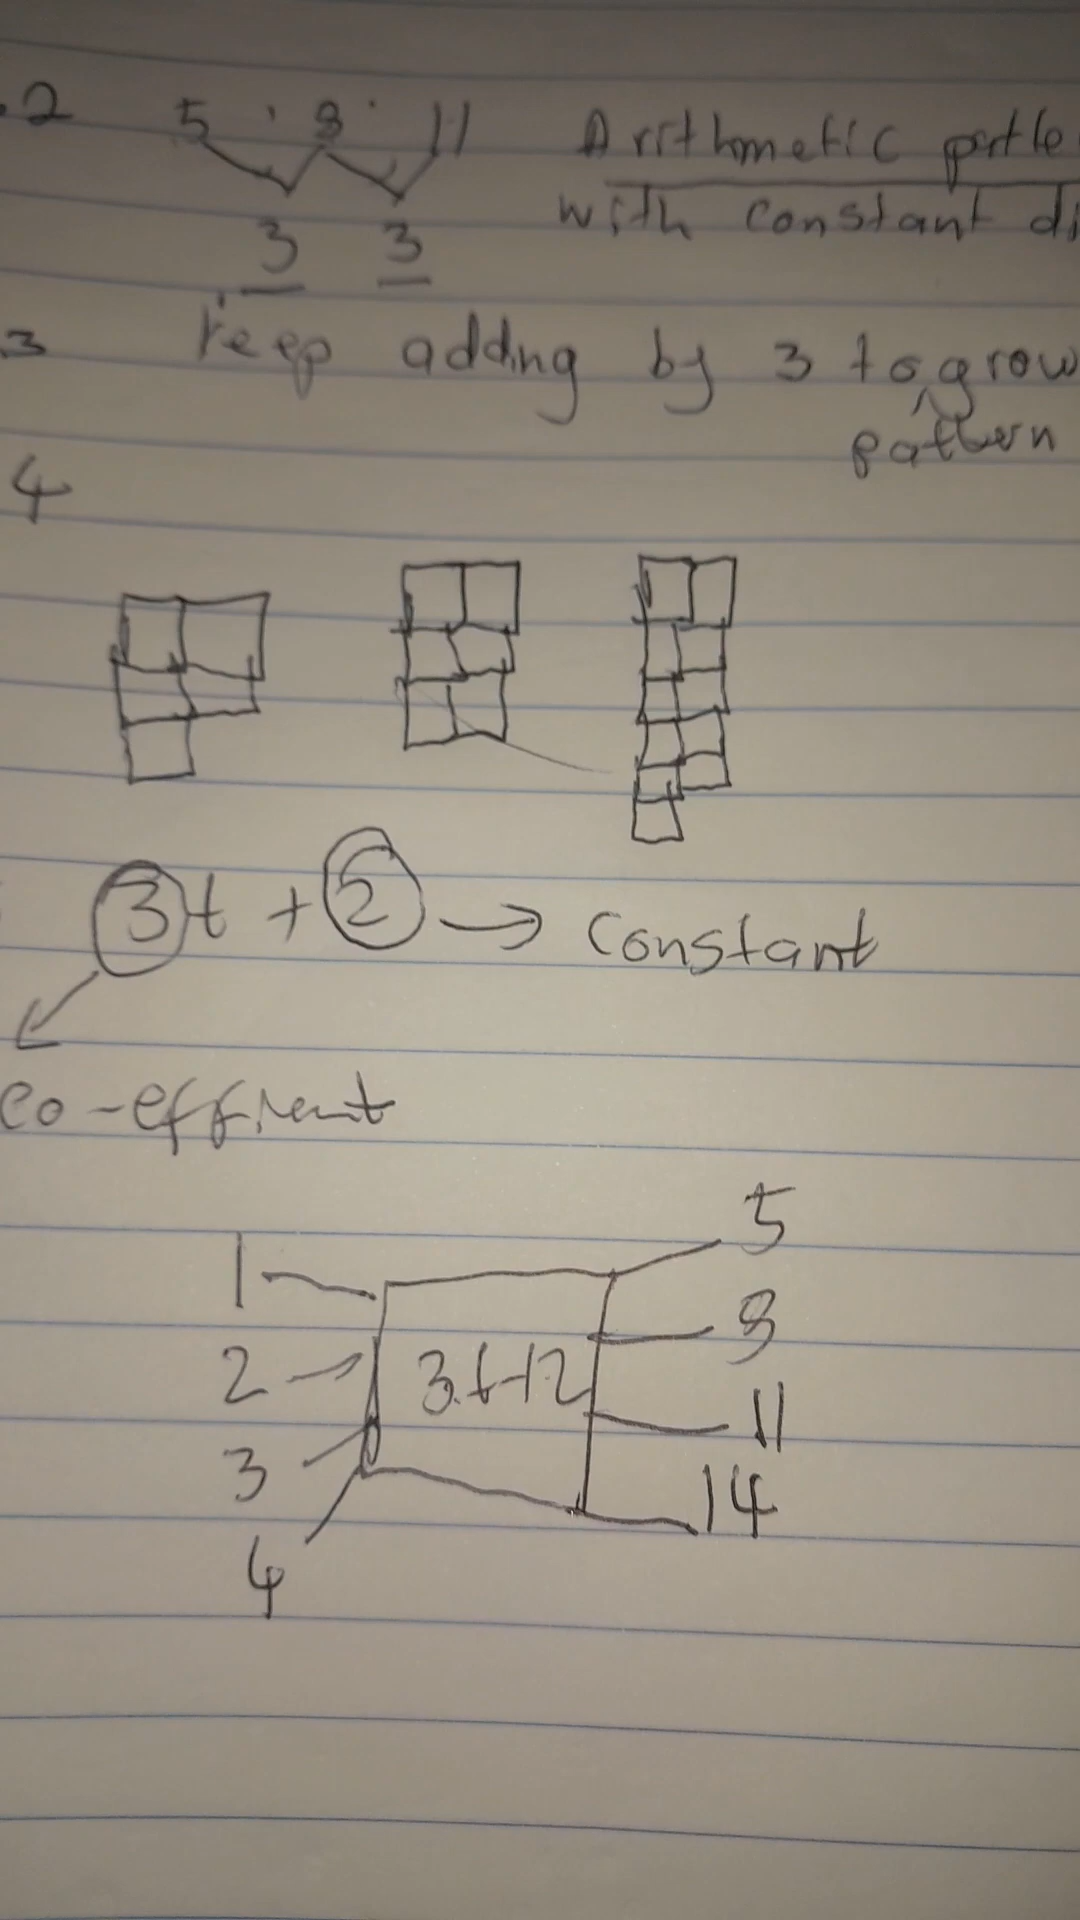 .2 5 , 8 , 11 Arithmetic patte
with constant di
3 3
.3 keep adding by 3 to grow
pattern
4
3t + 2 → Constant
co-effient
1 5
2 3.t+2 8
3 11
4 14